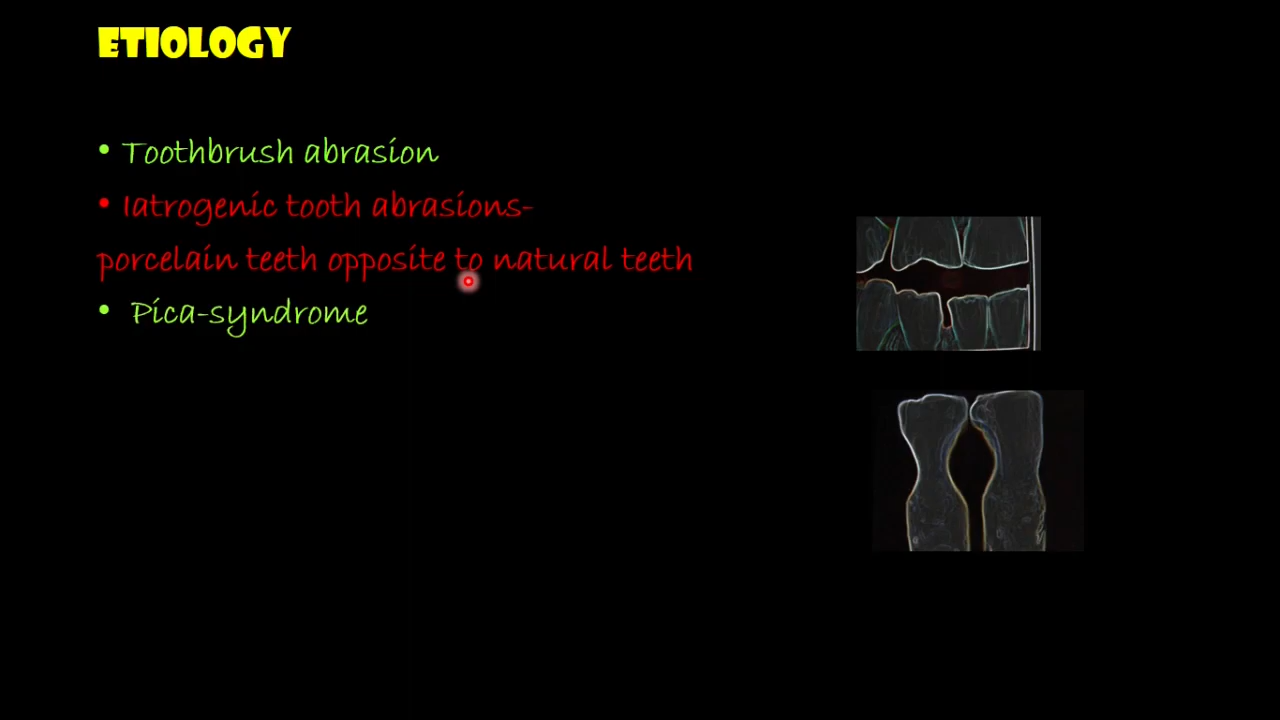 ETIOLOGY
• Toothbrush abrasion
• Iatrogenic tooth abrasions-
porcelain teeth opposite to natural teeth
• Pica-syndrome